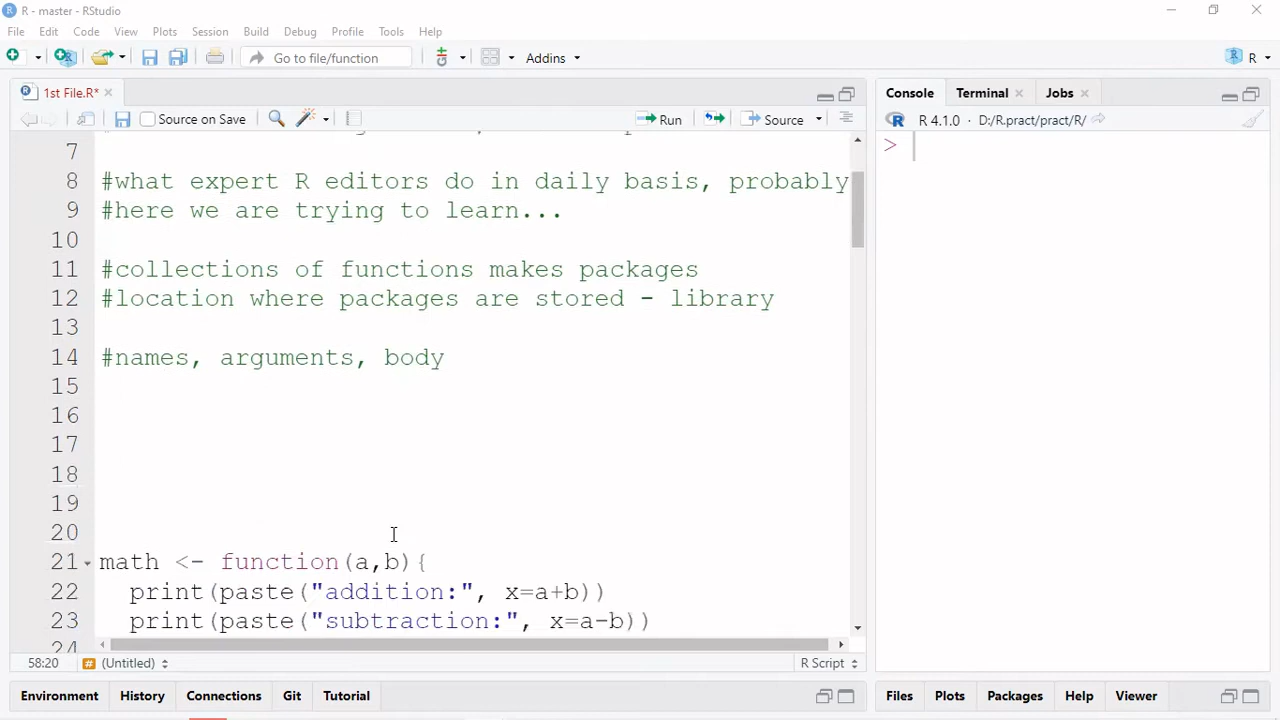 R - master - RStudio
File Edit Code View Plots Session Build Debug Profile Tools Help
Go to file/function
Addins
R
1st File.R*
Source on Save
Run
Source
Console Terminal Jobs
R 4.1.0 · D:/R.pract/pract/R/
>
7
8 #what expert R editors do in daily basis, probably
9 #here we are trying to learn...
10
11 #collections of functions makes packages
12 #location where packages are stored - library
13
14 #names, arguments, body
15
16
17
18
19
20
21 math <- function(a,b){
22 print(paste("addition:", x=a+b))
23 print(paste("subtraction:", x=a-b))
24
58:20 # (Untitled) R Script
Environment History Connections Git Tutorial
Files Plots Packages Help Viewer